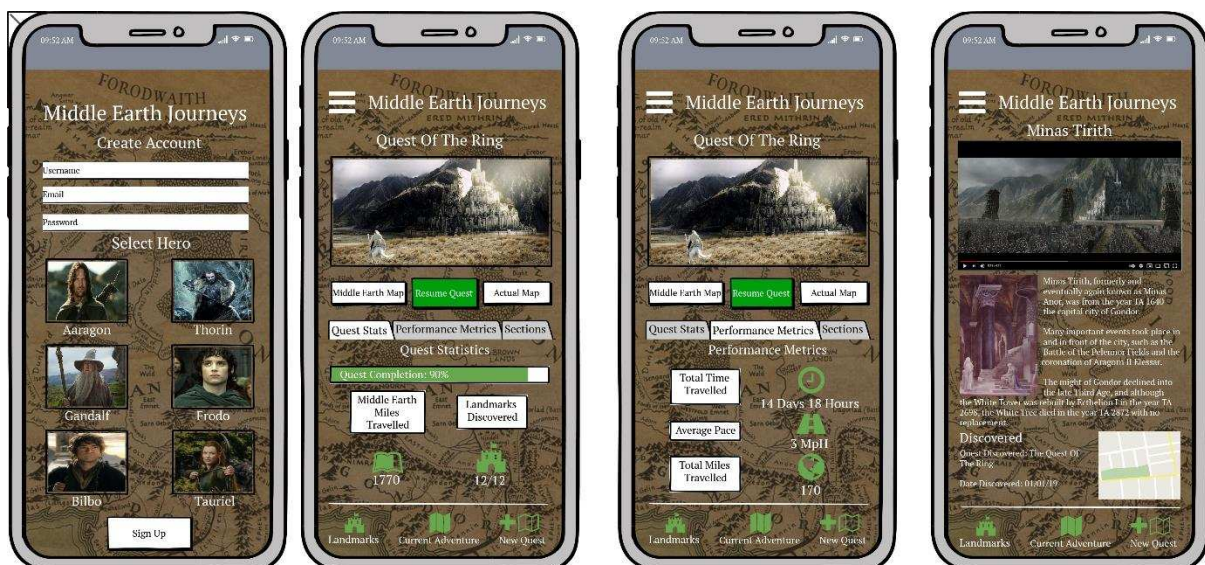 09:52 AM
Middle Earth Journeys
Create Account
Username
Email
Password
Select Hero
Aaragon
Thorin
Gandalf
Frodo
Bilbo
Tauriel
Sign Up
09:52 AM
FORODWAITH
ERED MITHRIN
Middle Earth Journeys
Quest Of The Ring
Middle Earth Map
Resume Quest
Actual Map
Quest Stats
Performance Metrics
Sections
Quest Statistics
Quest Completion: 90%
Middle Earth
Miles
Travelled
Landmarks
Discovered
1770
12/12
Landmarks
Current Adventure
New Quest
09:52 AM
FORODWAITH
ERED MITHRIN
Middle Earth Journeys
Quest Of The Ring
Middle Earth Map
Resume Quest
Actual Map
Quest Stats
Performance Metrics
Sections
Performance Metrics
Total Time
Travelled
14 Days 18 Hours
Average Pace
3 MpH
Total Miles
Travelled
170
Landmarks
Current Adventure
New Quest
09:52 AM
FORODWAITH
ERED MITHRIN
Middle Earth Journeys
Minas Tirith
Minas Tirith, formerly and
eventually again known as Minas
Anor, was from the year TA 1640
the capital city of Gondor
Many important events took place in
and in front of the city, such as the
Battle of the Pelennor Fields and the
coronation of Aragorn II Elessar.
The might of Gondor declined into
the late Third Age, and although
the White Tower was rebuilt by Ecthelion I in the year TA
2698, the White Tree died in the year TA 2872 with no
replacement.
Discovered
Quest Discovered: The Quest Of
The Ring
Date Discovered: 01/01/19
Landmarks
Current Adventure
New Quest